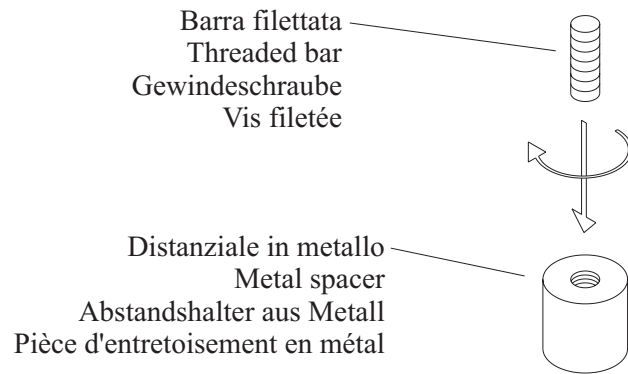 Barra filettata
Threaded bar
Gewindeschraube
Vis filetée
Distanziale in metallo
Metal spacer
Abstandshalter aus Metall
Pièce d'entretoisement en métal